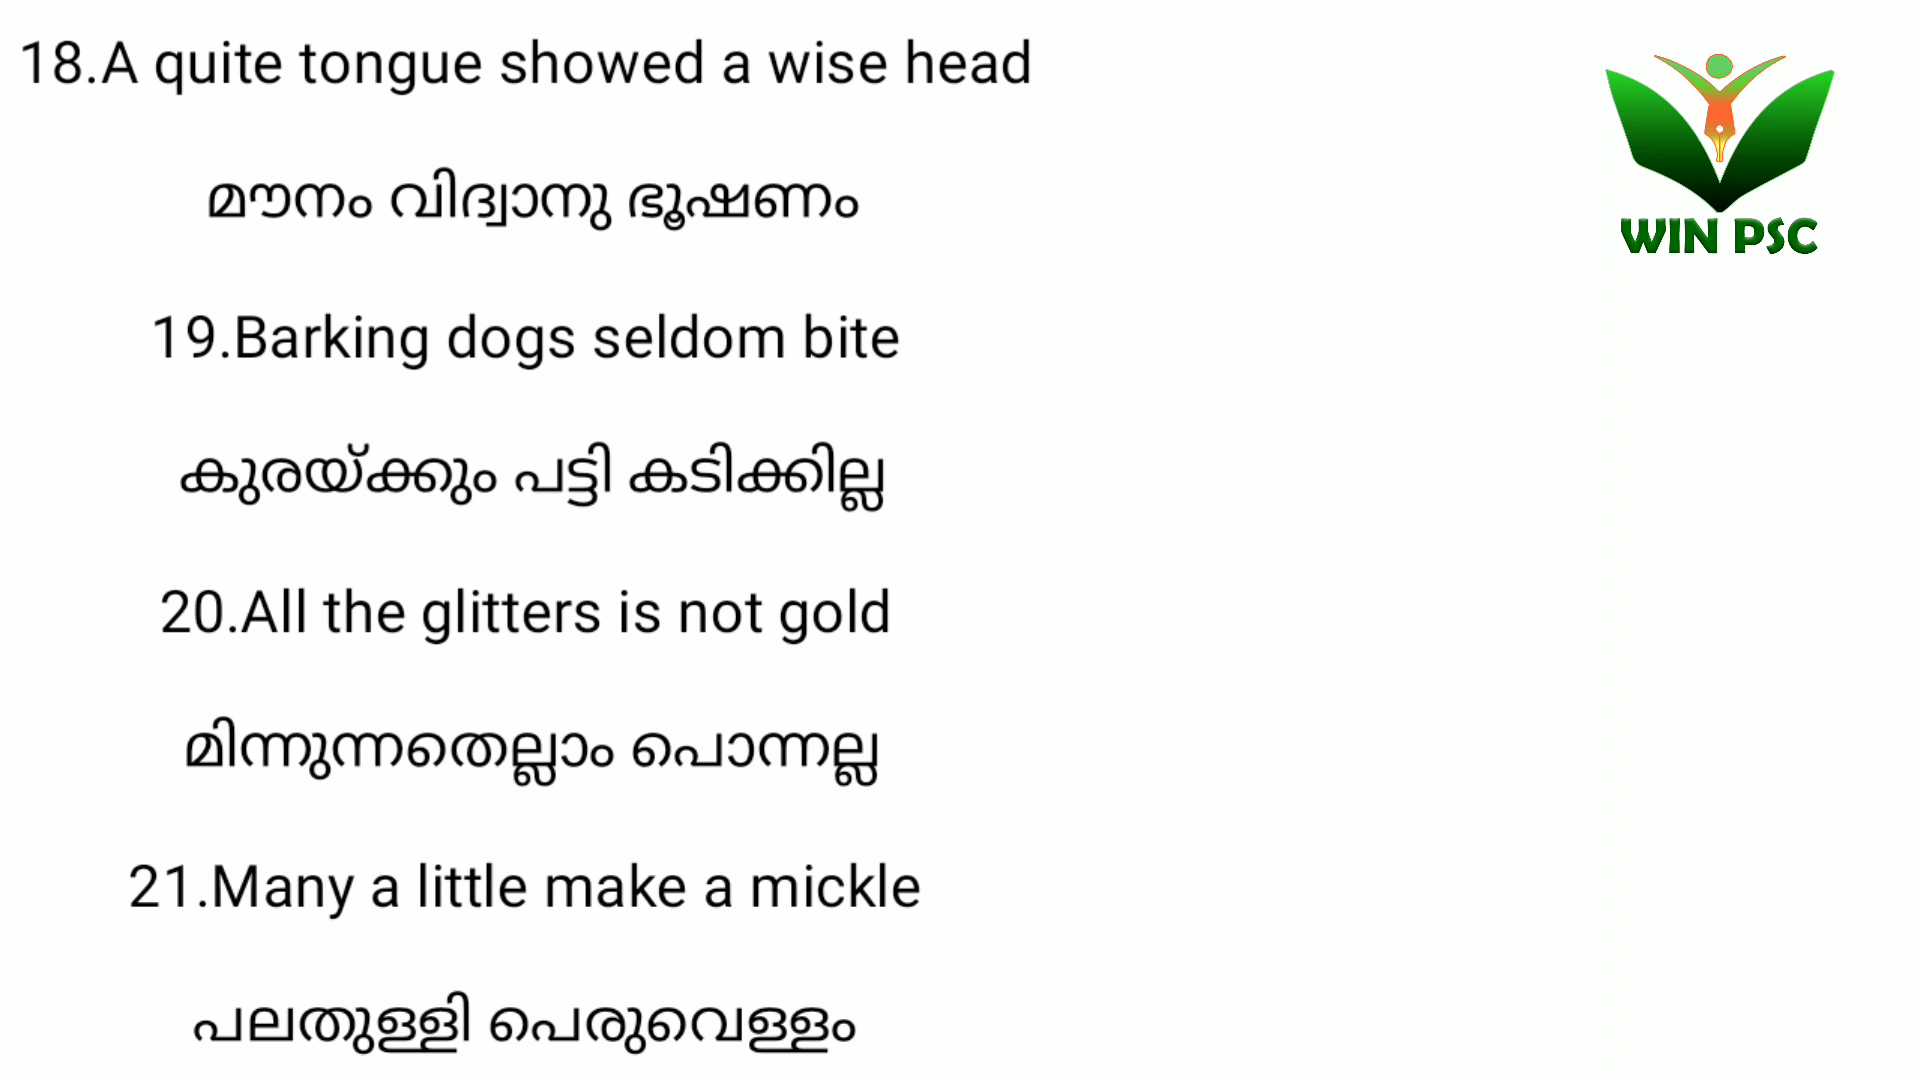 18.A quite tongue showed a wise head
മൗനം വിദ്വാനു ഭൂഷണം
19.Barking dogs seldom bite
കുരയ്ക്കും പട്ടി കടിക്കില്ല
20.All the glitters is not gold
മിന്നുന്നതെല്ലാം പൊന്നല്ല
21.Many a little make a mickle
പലതുള്ളി പെരുവെള്ളം
WIN PSC